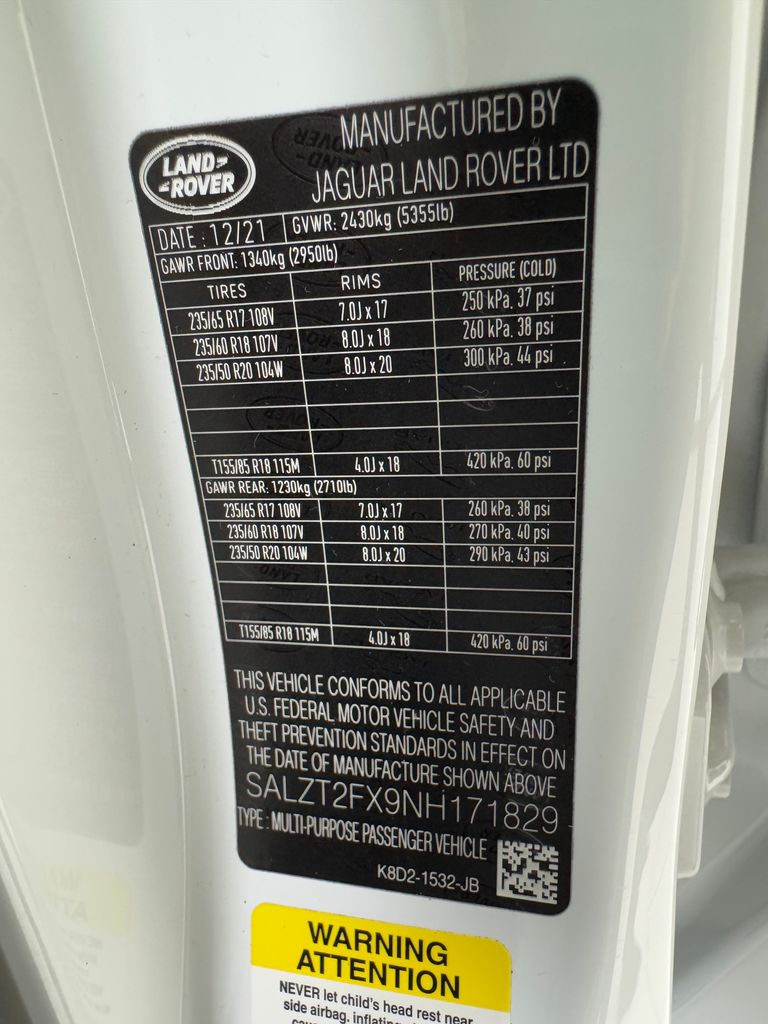 LAND-
-ROVER
MANUFACTURED BY
JAGUAR LAND ROVER LTD
DATE : 12/21 GVWR: 2430kg (5355lb)
GAWR FRONT: 1340kg (2950lb)
TIRES RIMS PRESSURE (COLD)
235/65 R17 108V 7.0J x 17 250 kPa. 37 psi
235/60 R18 107V 8.0J x 18 260 kPa. 38 psi
235/50 R20 104W 8.0J x 20 300 kPa. 44 psi
T155/85 R18 115M 4.0J x 18 420 kPa. 60 psi
GAWR REAR: 1230kg (2710lb)
235/65 R17 108V 7.0J x 17 260 kPa. 38 psi
235/60 R18 107V 8.0J x 18 270 kPa. 40 psi
235/50 R20 104W 8.0J x 20 290 kPa. 43 psi
T155/85 R18 115M 4.0J x 18 420 kPa. 60 psi
THIS VEHICLE CONFORMS TO ALL APPLICABLE
U.S. FEDERAL MOTOR VEHICLE SAFETY AND
THEFT PREVENTION STANDARDS IN EFFECT ON
THE DATE OF MANUFACTURE SHOWN ABOVE
SALZT2FX9NH171829
TYPE : MULTI-PURPOSE PASSENGER VEHICLE
K8D2-1532-JB
WARNING
ATTENTION
NEVER let child's head rest near
side airbag. inflating